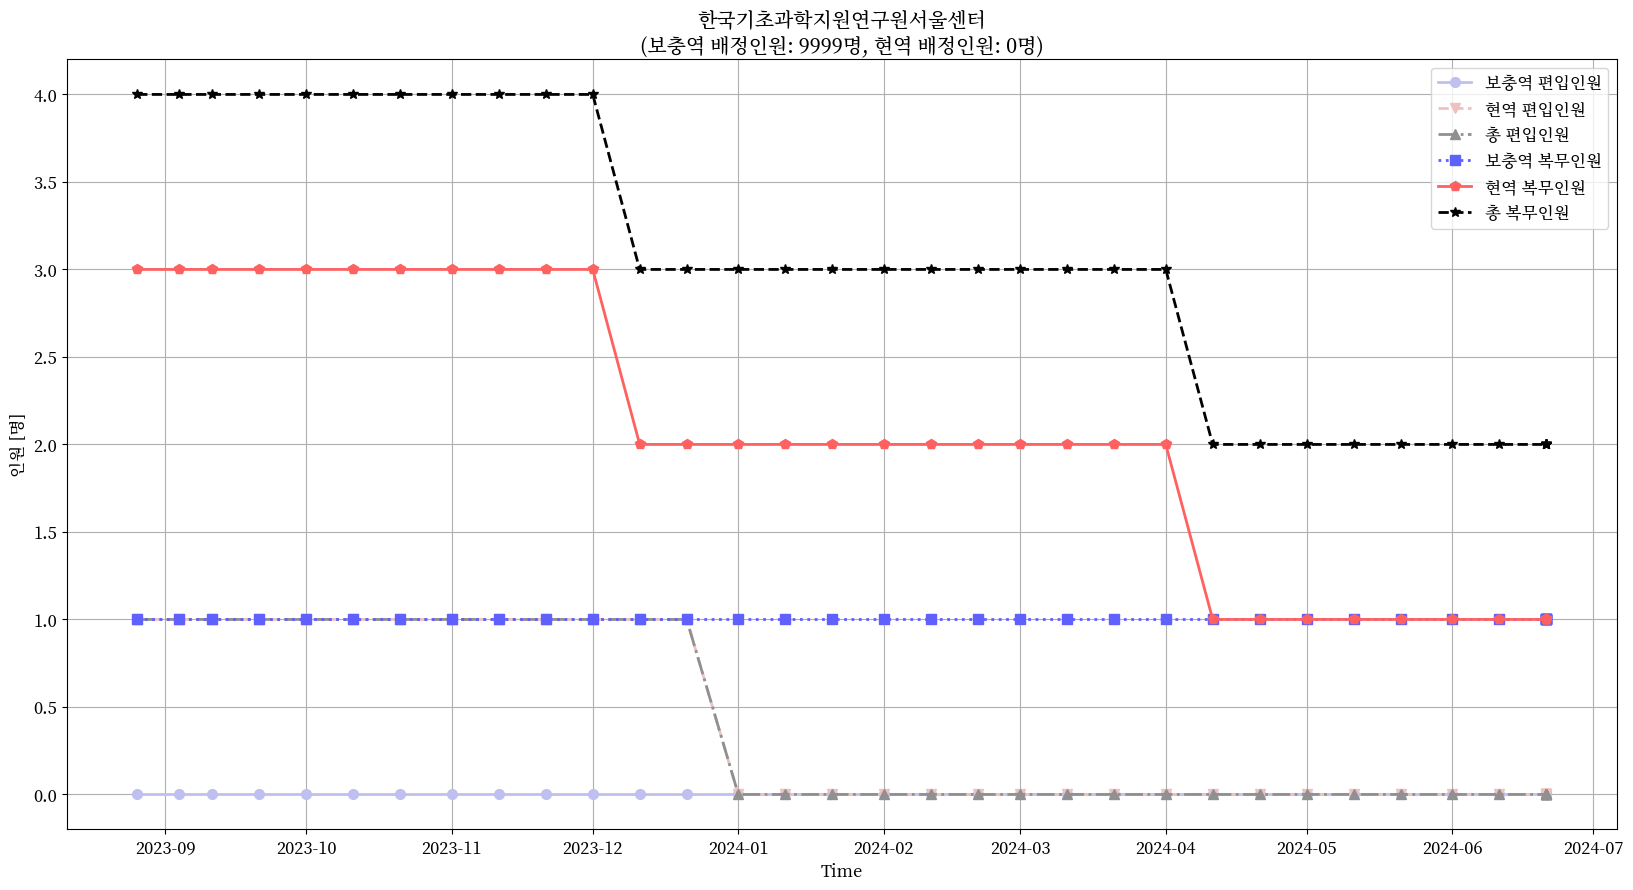 한국기초과학지원연구원서울센터
(보충역 배정인원: 9999명, 현역 배정인원: 0명)
보충역 편입인원
현역 편입인원
총 편입인원
보충역 복무인원
현역 복무인원
총 복무인원
4.0
3.5
3.0
2.5
2.0
1.5
1.0
0.5
0.0
인원 [명]
2023-09
2023-10
2023-11
2023-12
2024-01
2024-02
2024-03
2024-04
2024-05
2024-06
2024-07
Time